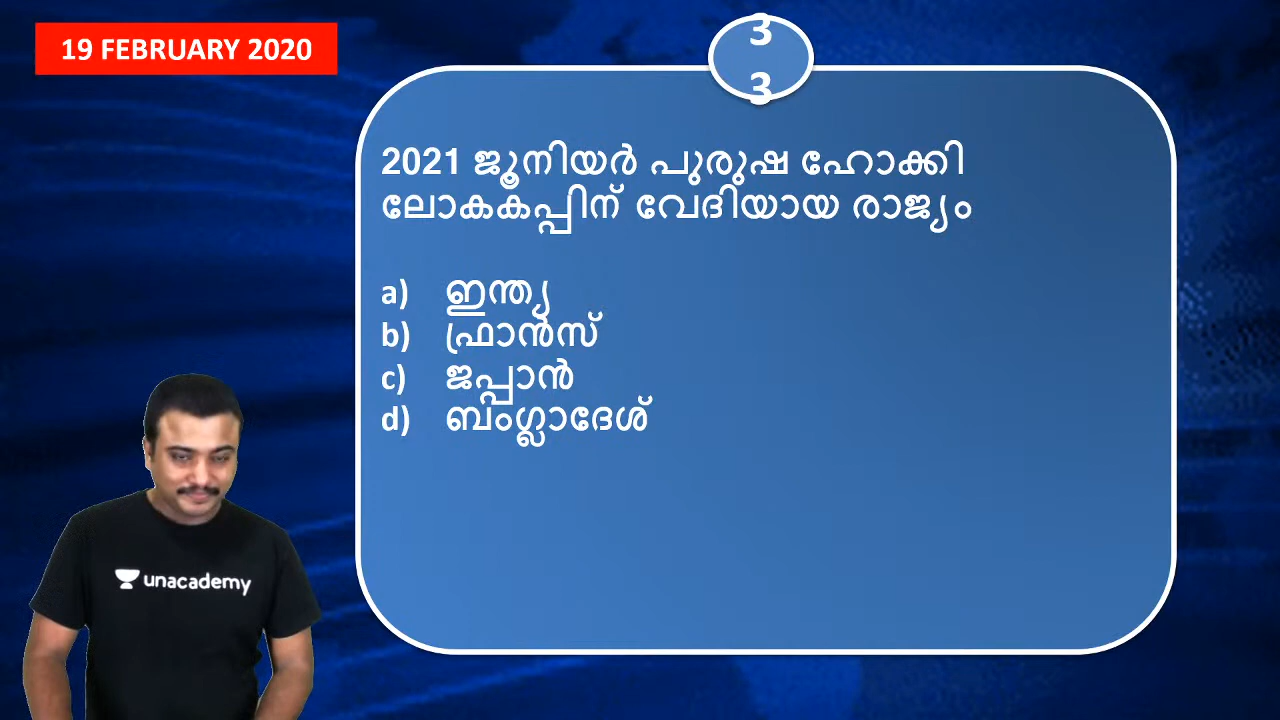 19 FEBRUARY 2020
3
3
2021 ജൂനിയർ പുരുഷ ഹോക്കി
ലോകകപ്പിന് വേദിയായ രാജ്യം
a) ഇന്ത്യ
b) ഫ്രാൻസ്
c) ജപ്പാൻ
d) ബംഗ്ലാദേശ്
unacademy